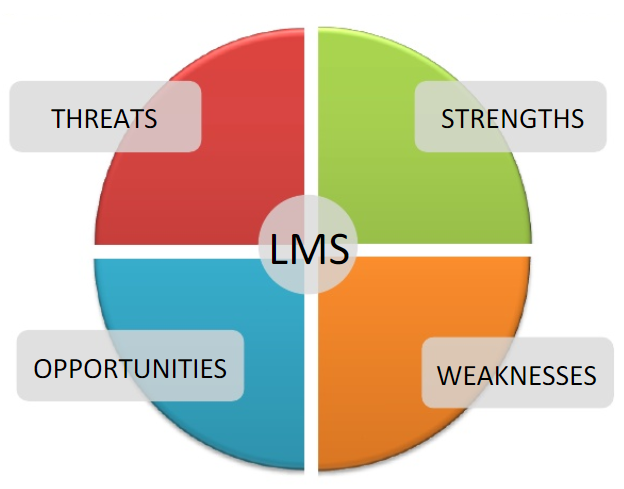 THREATS
STRENGTHS
LMS
OPPORTUNITIES
WEAKNESSES